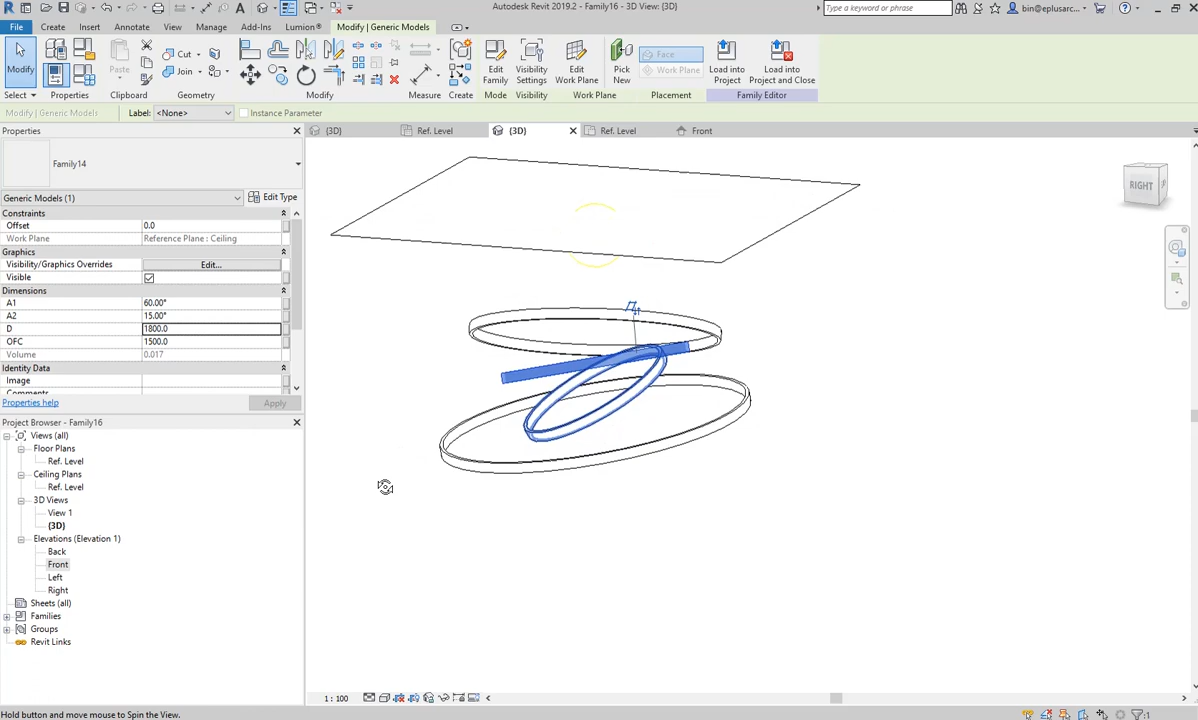 Autodesk Revit 2019.2 - Family16 - 3D View: {3D}
Type a keyword or phrase
bin@eplusarc...
File Create Insert Annotate View Manage Add-Ins Lumion® Modify | Generic Models
Modify
Paste
Cut
Join
Edit Family
Visibility Settings
Edit Work Plane
Pick New
Face
Work Plane
Load into Project
Load into Project and Close
Select Properties Clipboard Geometry Modify Measure Create Mode Visibility Work Plane Placement Family Editor
Modify | Generic Models Label: <None> Instance Parameter
Properties
{3D} Ref. Level {3D} Ref. Level Front
Family14
Generic Models (1) Edit Type
Constraints
Offset 0.0
Work Plane Reference Plane : Ceiling
Graphics
Visibility/Graphics Overrides Edit...
Visible
Dimensions
A1 60.00°
A2 15.00°
D 1800.0
OFC 1500.0
Volume 0.017
Identity Data
Image
Comments
Properties help Apply
Project Browser - Family16
Views (all)
Floor Plans
Ref. Level
Ceiling Plans
Ref. Level
3D Views
View 1
{3D}
Elevations (Elevation 1)
Back
Front
Left
Right
Sheets (all)
Families
Groups
Revit Links
RIGHT
1 : 100
Hold button and move mouse to Spin the View.
:1